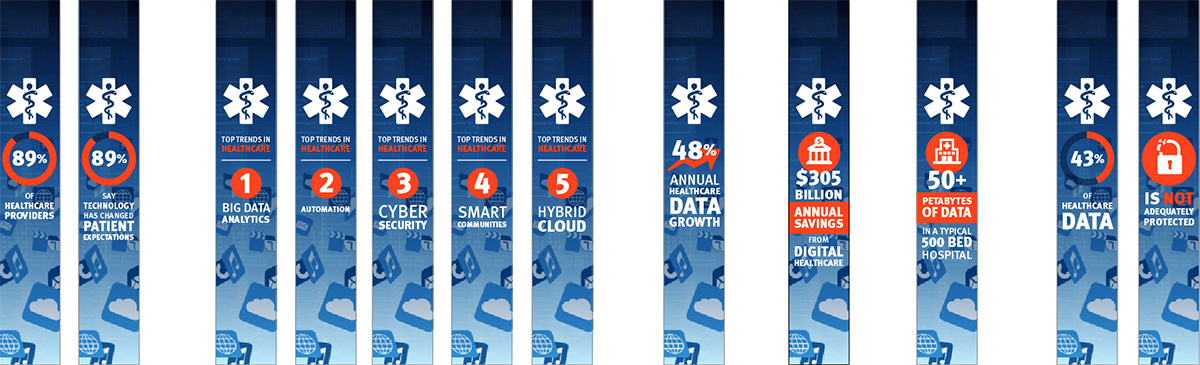 89%
OF
HEALTHCARE
PROVIDERS
89%
SAY
TECHNOLOGY
HAS CHANGED
PATIENT
EXPECTATIONS
TOP TRENDS IN
HEALTHCARE
1
BIG DATA
ANALYTICS
TOP TRENDS IN
HEALTHCARE
2
AUTOMATION
TOP TRENDS IN
HEALTHCARE
3
CYBER
SECURITY
TOP TRENDS IN
HEALTHCARE
4
SMART
COMMUNITIES
TOP TRENDS IN
HEALTHCARE
5
HYBRID
CLOUD
48%
ANNUAL
HEALTHCARE
DATA
GROWTH
$
$305
BILLION
ANNUAL
SAVINGS
FROM
DIGITAL
HEALTHCARE
50+
PETABYTES
OF DATA
IN A TYPICAL
500 BED
HOSPITAL
43%
OF
HEALTHCARE
DATA
IS NOT
ADEQUATELY
PROTECTED